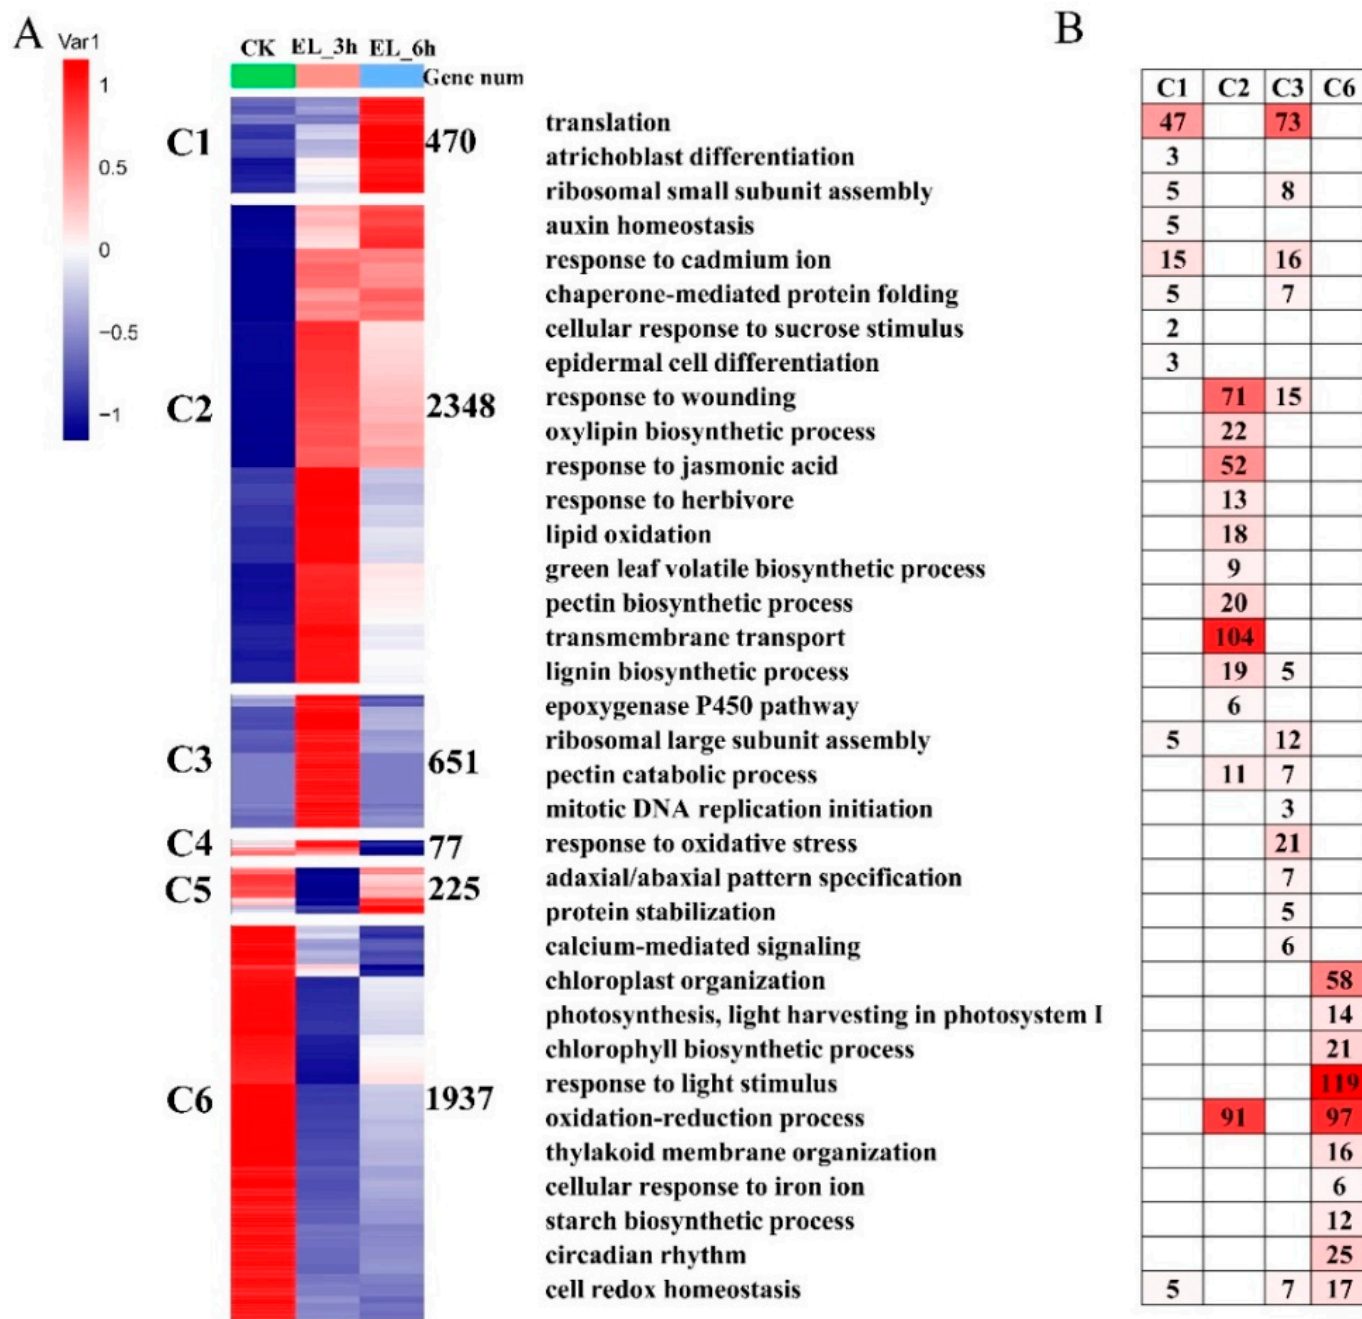 A
B
Var1
1
0.5
0
−0.5
−1
CK EL_3h EL_6h
Gene num
C1 470
C2 2348
C3 651
C4 77
C5 225
C6 1937
C1 C2 C3 C6
translation 47 73
atrichoblast differentiation 3
ribosomal small subunit assembly 5 8
auxin homeostasis 5
response to cadmium ion 15 16
chaperone-mediated protein folding 5 7
cellular response to sucrose stimulus 2
epidermal cell differentiation 3
response to wounding 71 15
oxylipin biosynthetic process 22
response to jasmonic acid 52
response to herbivore 13
lipid oxidation 18
green leaf volatile biosynthetic process 9
pectin biosynthetic process 20
transmembrane transport 104
lignin biosynthetic process 19 5
epoxygenase P450 pathway 6
ribosomal large subunit assembly 5 12
pectin catabolic process 11 7
mitotic DNA replication initiation 3
response to oxidative stress 21
adaxial/abaxial pattern specification 7
protein stabilization 5
calcium-mediated signaling 6
chloroplast organization 58
photosynthesis, light harvesting in photosystem I 14
chlorophyll biosynthetic process 21
response to light stimulus 119
oxidation-reduction process 91 97
thylakoid membrane organization 16
cellular response to iron ion 6
starch biosynthetic process 12
circadian rhythm 25
cell redox homeostasis 5 7 17